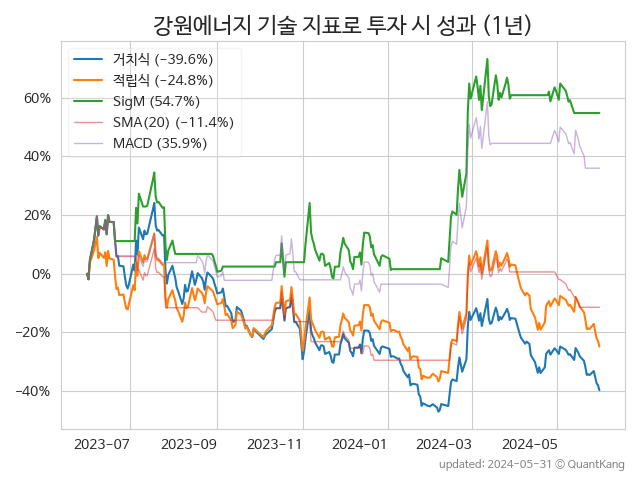 강원에너지 기술 지표로 투자 시 성과 (1년)
거치식 (−39.6%)
적립식 (−24.8%)
SigM (54.7%)
SMA(20) (−11.4%)
MACD (35.9%)
60%
40%
20%
0%
−20%
−40%
2023−07 2023−09 2023−11 2024−01 2024−03 2024−05
updated: 2024−05−31 © QuantKang